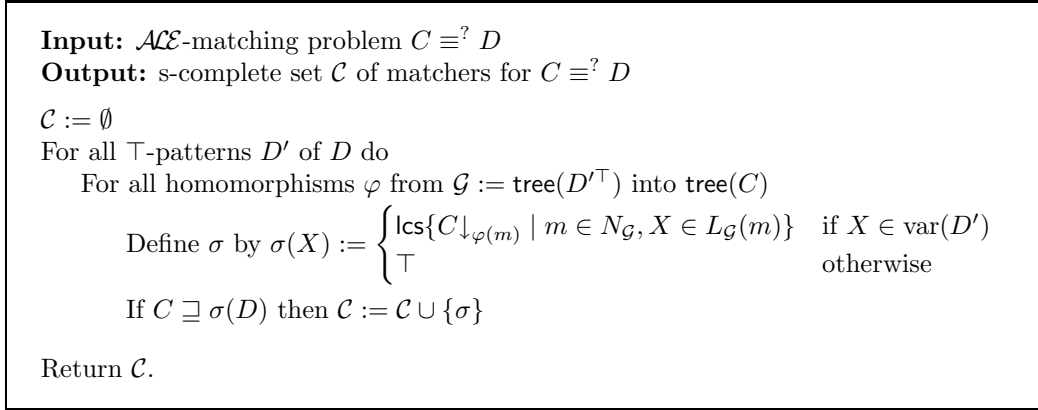 Input: 𝒜ℒℰ-matching problem C ≡? D
Output: s-complete set 𝒞 of matchers for C ≡? D
𝒞 := ∅
For all ⊤-patterns D′ of D do
For all homomorphisms φ from 𝒢 := tree(D′⊤) into tree(C)
Define σ by σ(X) := { lcs{C↓φ(m) | m ∈ N𝒢, X ∈ L𝒢(m)} if X ∈ var(D′)
⊤ otherwise
If C ⊒ σ(D) then 𝒞 := 𝒞 ∪ {σ}
Return 𝒞.